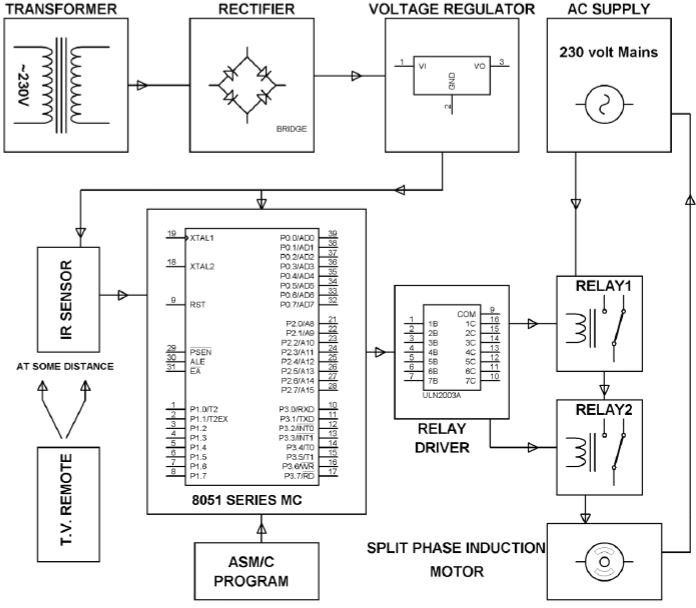 TRANSFORMER
RECTIFIER
VOLTAGE REGULATOR
AC SUPPLY
~230V
BRIDGE
1 VI VO 3
GND
2
230 volt Mains
IR SENSOR
AT SOME DISTANCE
T.V. REMOTE
19 XTAL1
18 XTAL2
9 RST
29 PSEN
30 ALE
31 EA
1 P1.0/T2
2 P1.1/T2EX
3 P1.2
4 P1.3
5 P1.4
6 P1.5
7 P1.6
8 P1.7
P0.0/AD0 39
P0.1/AD1 38
P0.2/AD2 37
P0.3/AD3 36
P0.4/AD4 35
P0.5/AD5 34
P0.6/AD6 33
P0.7/AD7 32
P2.0/A8 21
P2.1/A9 22
P2.2/A10 23
P2.3/A11 24
P2.4/A12 25
P2.5/A13 26
P2.6/A14 27
P2.7/A15 28
P3.0/RXD 10
P3.1/TXD 11
P3.2/INT0 12
P3.3/INT1 13
P3.4/T0 14
P3.5/T1 15
P3.6/WR 16
P3.7/RD 17
8051 SERIES MC
ASM/C
PROGRAM
COM 9
1 1B 1C 16
2 2B 2C 15
3 3B 3C 14
4 4B 4C 13
5 5B 5C 12
6 6B 6C 11
7 7B 7C 10
ULN2003A
RELAY
DRIVER
RELAY1
RELAY2
SPLIT PHASE INDUCTION
MOTOR